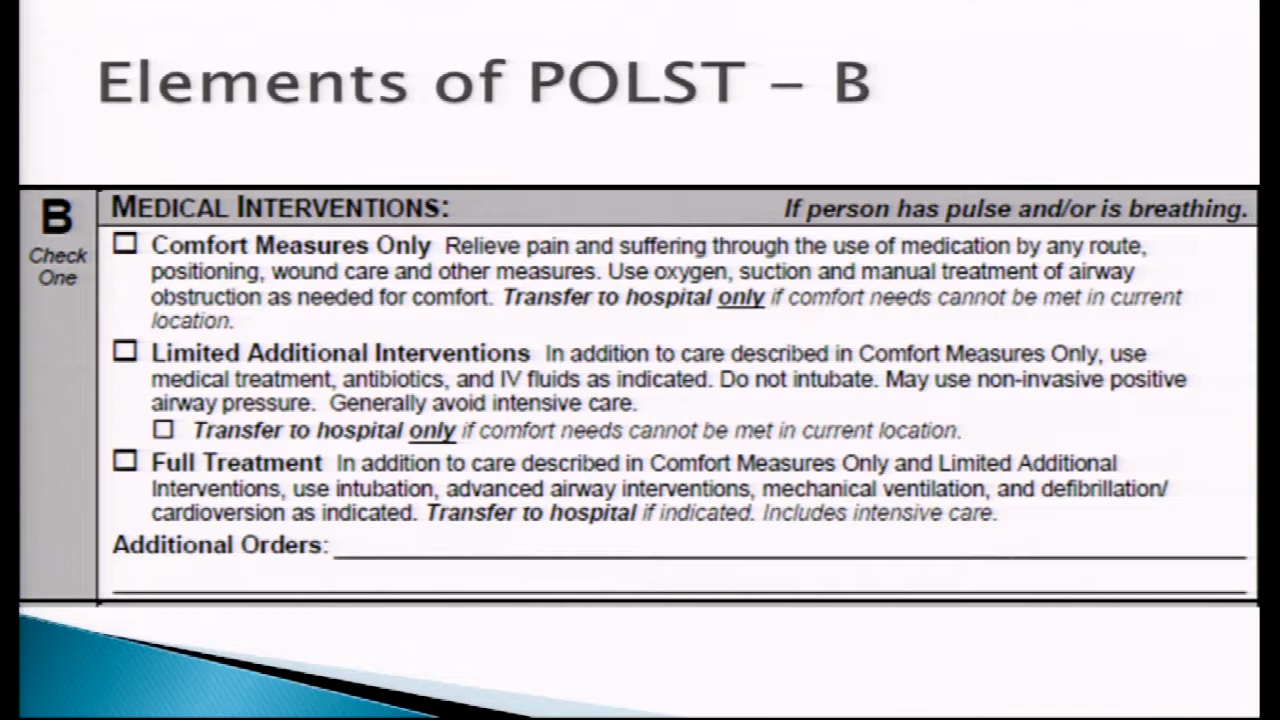 Elements of POLST – B
B
Check
One
MEDICAL INTERVENTIONS: If person has pulse and/or is breathing.
☐ Comfort Measures Only Relieve pain and suffering through the use of medication by any route,
positioning, wound care and other measures. Use oxygen, suction and manual treatment of airway
obstruction as needed for comfort. Transfer to hospital only if comfort needs cannot be met in current
location.
☐ Limited Additional Interventions In addition to care described in Comfort Measures Only, use
medical treatment, antibiotics, and IV fluids as indicated. Do not intubate. May use non-invasive positive
airway pressure. Generally avoid intensive care.
☐ Transfer to hospital only if comfort needs cannot be met in current location.
☐ Full Treatment In addition to care described in Comfort Measures Only and Limited Additional
Interventions, use intubation, advanced airway interventions, mechanical ventilation, and defibrillation/
cardioversion as indicated. Transfer to hospital if indicated. Includes intensive care.
Additional Orders: